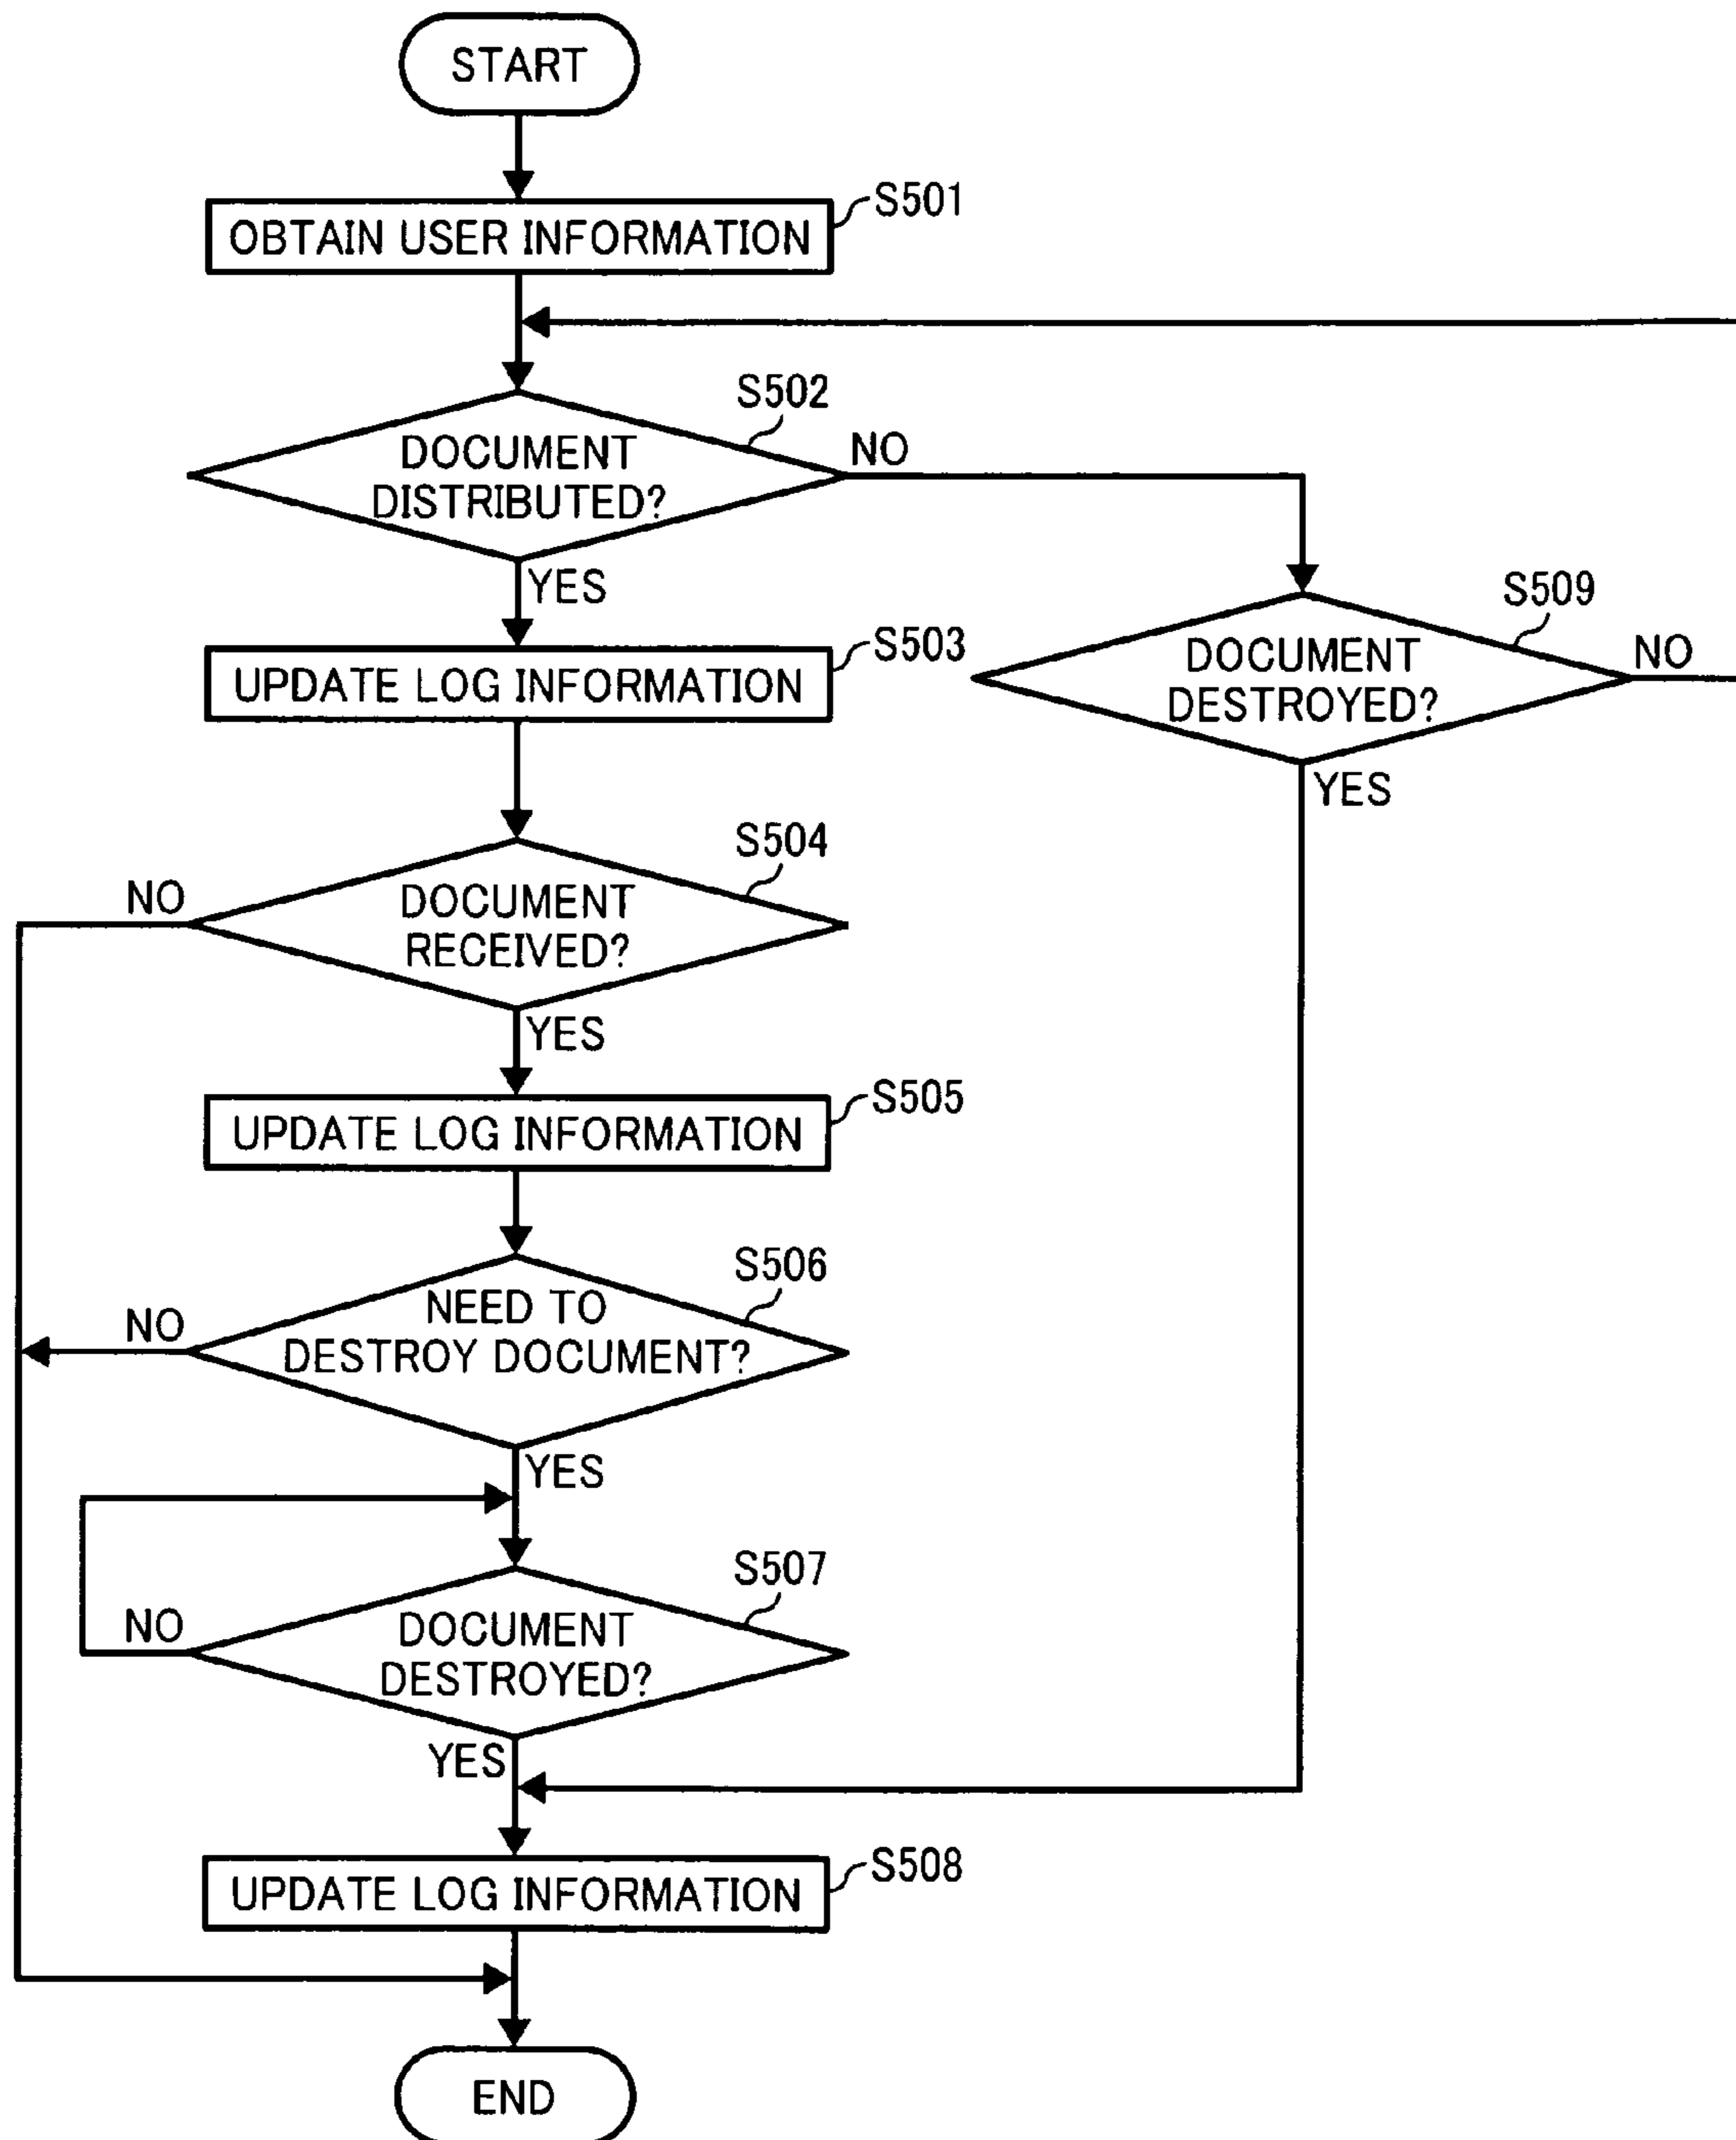 START
S501
OBTAIN USER INFORMATION
S502
DOCUMENT
DISTRIBUTED?
NO
YES
S509
DOCUMENT
DESTROYED?
NO
YES
S503
UPDATE LOG INFORMATION
S504
DOCUMENT
RECEIVED?
NO
YES
S505
UPDATE LOG INFORMATION
S506
NEED TO
DESTROY DOCUMENT?
NO
YES
S507
DOCUMENT
DESTROYED?
NO
YES
S508
UPDATE LOG INFORMATION
END